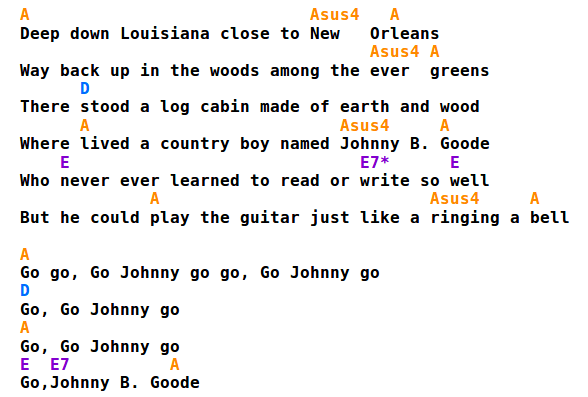 A                            Asus4   A
Deep down Louisiana close to New   Orleans
                                   Asus4 A
Way back up in the woods among the ever  greens
      D
There stood a log cabin made of earth and wood
      A                         Asus4     A
Where lived a country boy named Johnny B. Goode
    E                             E7*      E
Who never ever learned to read or write so well
             A                           Asus4     A
But he could play the guitar just like a ringing a bell

A
Go go, Go Johnny go go, Go Johnny go
D
Go, Go Johnny go
A
Go, Go Johnny go
E  E7          A
Go,Johnny B. Goode